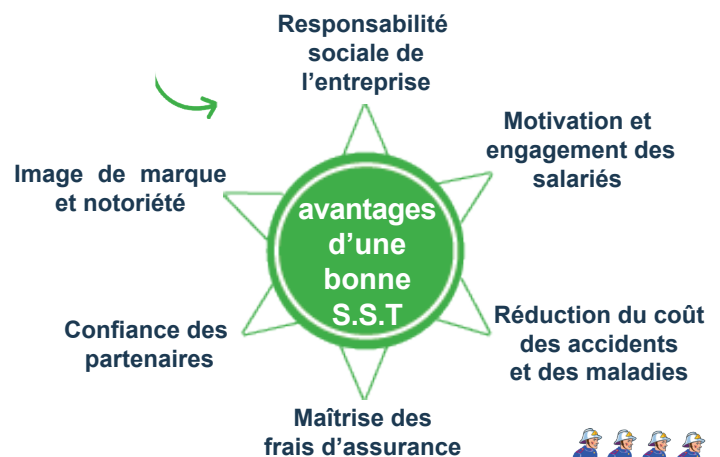 Responsabilité
sociale de
l'entreprise
Motivation et
engagement des
salariés
Image de marque
et notoriété
avantages
d'une
bonne
S.S.T
Réduction du coût
des accidents
et des maladies
Confiance des
partenaires
Maîtrise des
frais d'assurance